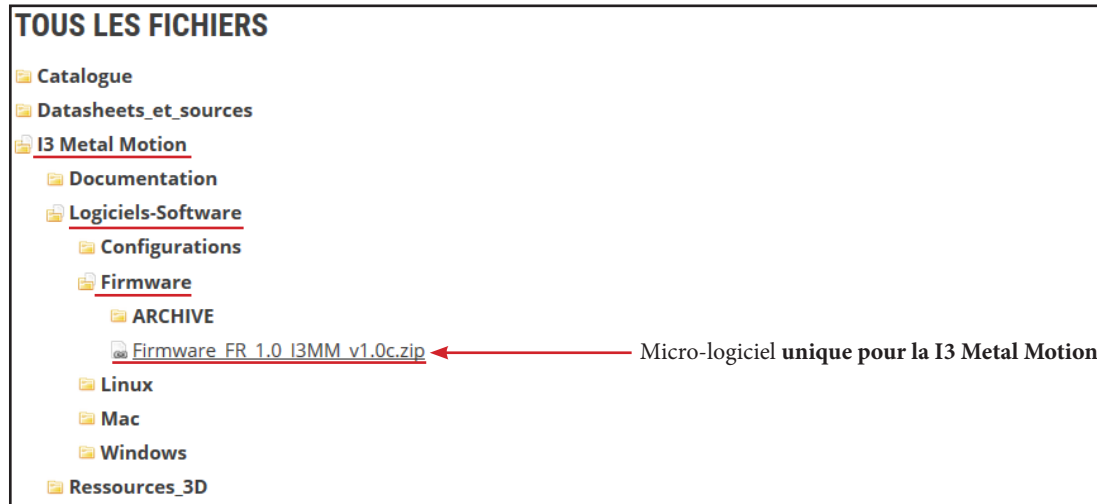 TOUS LES FICHIERS
Catalogue
Datasheets_et_sources
I3 Metal Motion
Documentation
Logiciels-Software
Configurations
Firmware
ARCHIVE
Firmware_FR_1.0_I3MM_v1.0c.zip Micro-logiciel unique pour la I3 Metal Motion
Linux
Mac
Windows
Ressources_3D